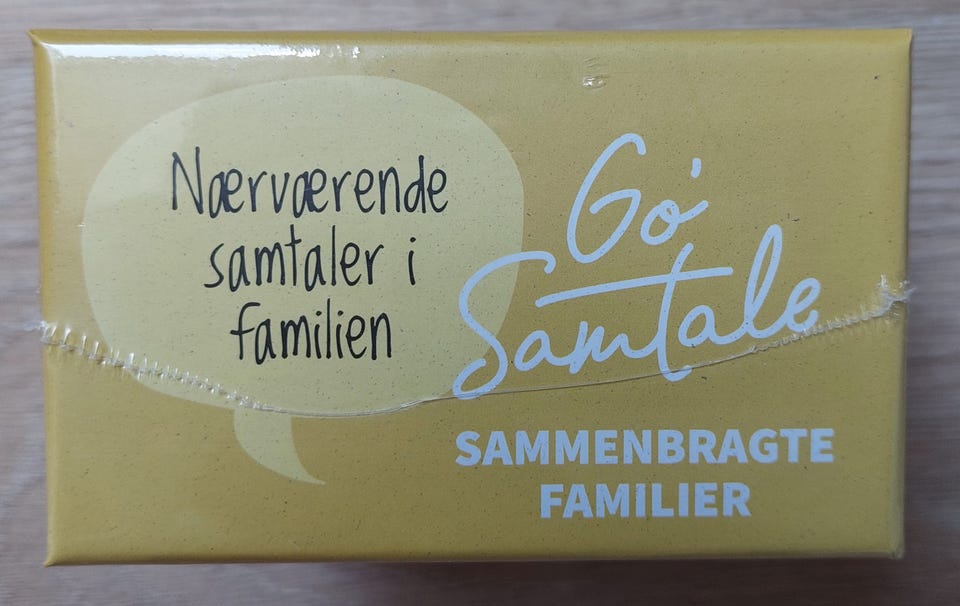 Nærværende
samtaler i
familien
Go'
Samtale
SAMMENBRAGTE
FAMILIER